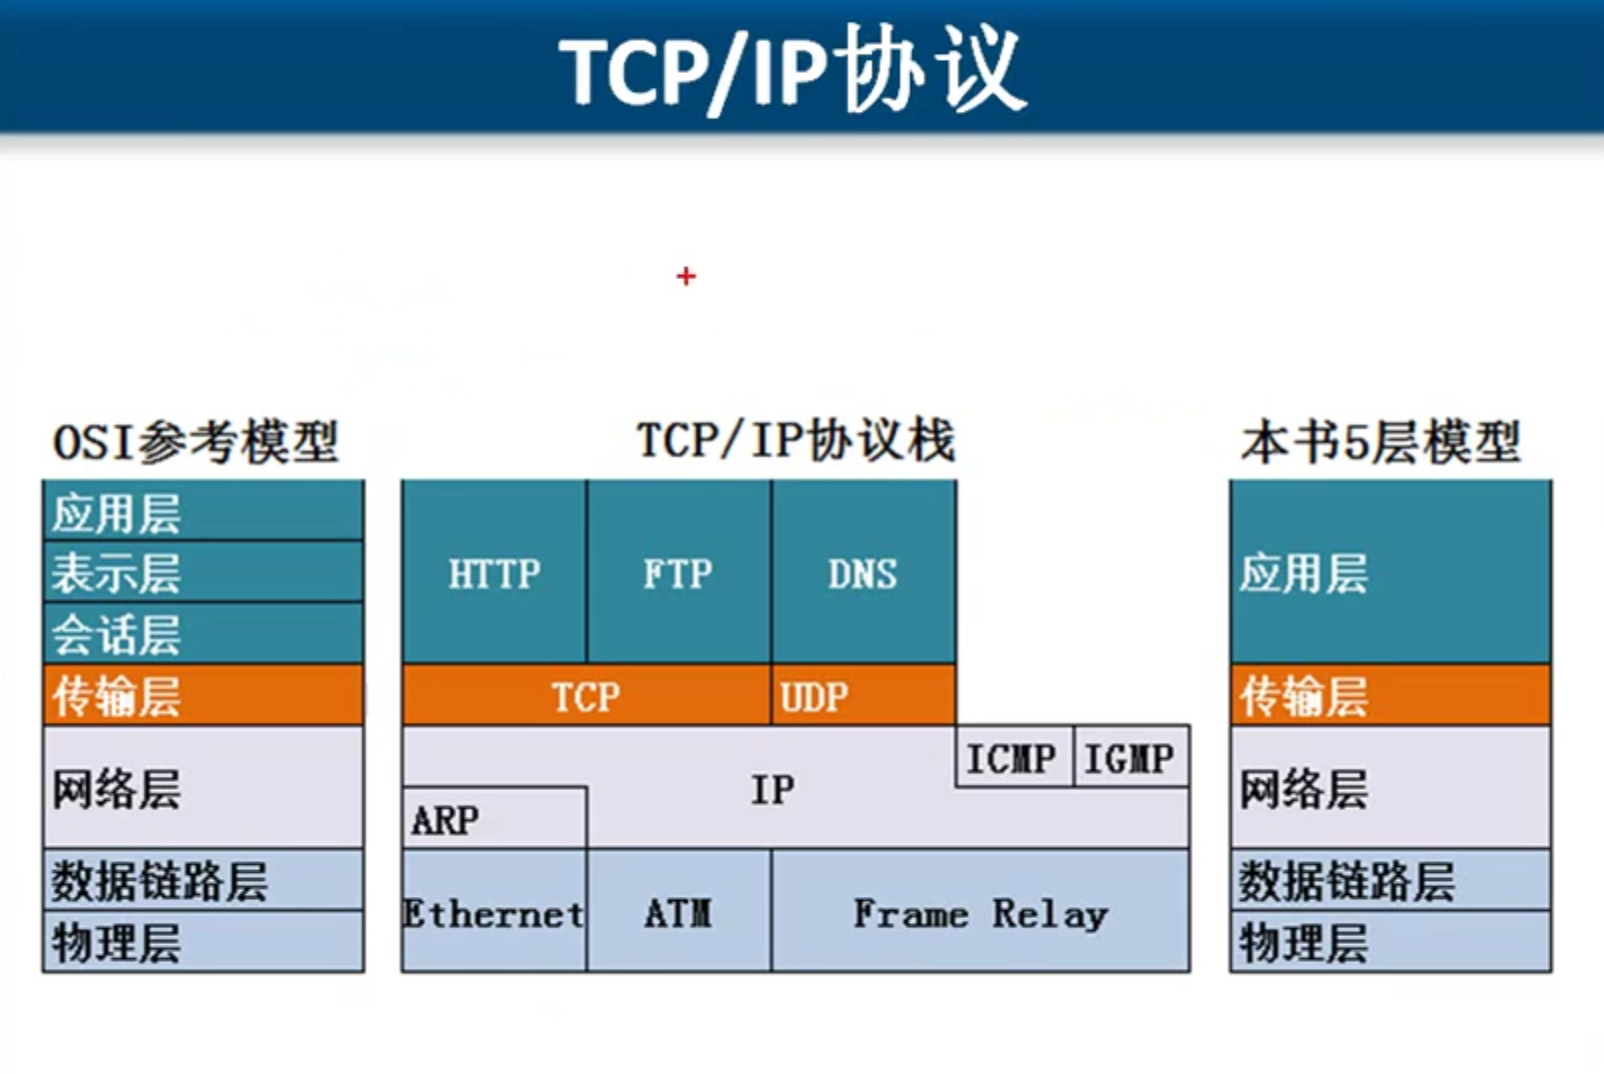 TCP/IP协议
OSI参考模型
应用层
表示层
会话层
传输层
网络层
数据链路层
物理层
TCP/IP协议栈
HTTP
FTP
DNS
TCP
UDP
ICMP
IGMP
IP
ARP
Ethernet
ATM
Frame Relay
本书5层模型
应用层
传输层
网络层
数据链路层
物理层